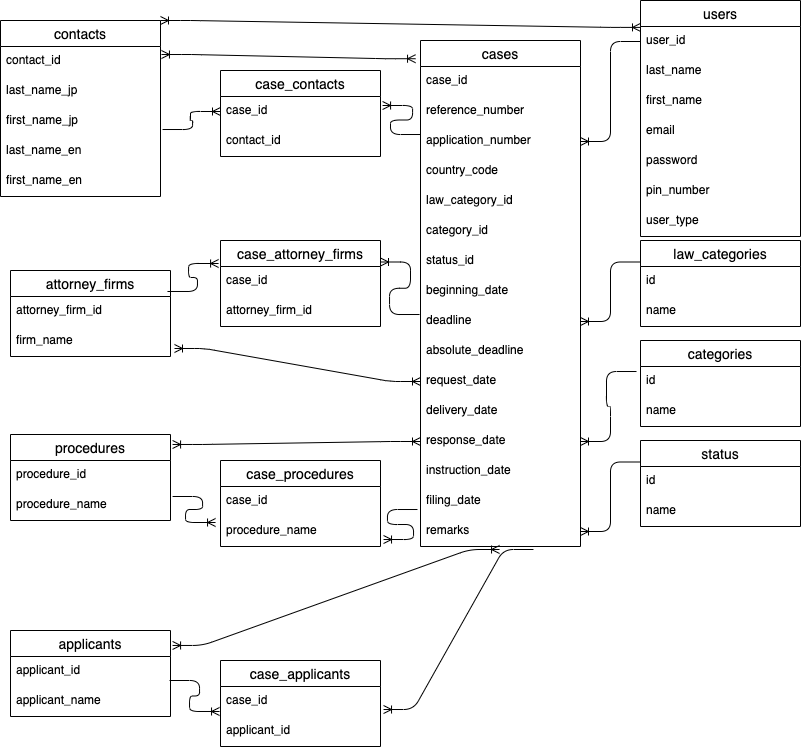 contacts
contact_id
last_name_jp
first_name_jp
last_name_en
first_name_en
case_contacts
case_id
contact_id
cases
case_id
reference_number
application_number
country_code
law_category_id
category_id
status_id
beginning_date
deadline
absolute_deadline
request_date
delivery_date
response_date
instruction_date
filing_date
remarks
users
user_id
last_name
first_name
email
password
pin_number
user_type
attorney_firms
attorney_firm_id
firm_name
case_attorney_firms
case_id
attorney_firm_id
law_categories
id
name
categories
id
name
procedures
procedure_id
procedure_name
case_procedures
case_id
procedure_name
status
id
name
applicants
applicant_id
applicant_name
case_applicants
case_id
applicant_id